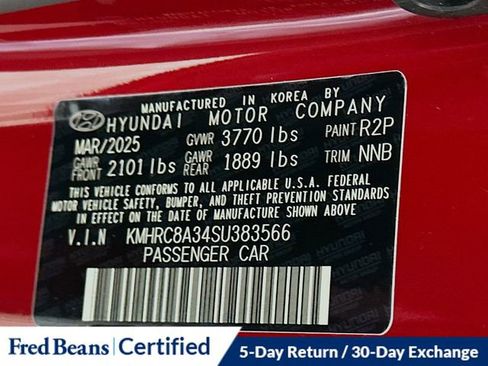 MANUFACTURED IN KOREA BY
HYUNDAI MOTOR COMPANY
MAR/2025 GVWR 3770 lbs PAINT R2P
GAWR FRONT 2101 lbs GAWR REAR 1889 lbs TRIM NNB
THIS VEHICLE CONFORMS TO ALL APPLICABLE U.S.A. FEDERAL
MOTOR VEHICLE SAFETY, BUMPER, AND THEFT PREVENTION STANDARDS
IN EFFECT ON THE DATE OF MANUFACTURE SHOWN ABOVE.
V.I.N KMHRC8A34SU383566
PASSENGER CAR
Fred Beans Certified
5-Day Return / 30-Day Exchange